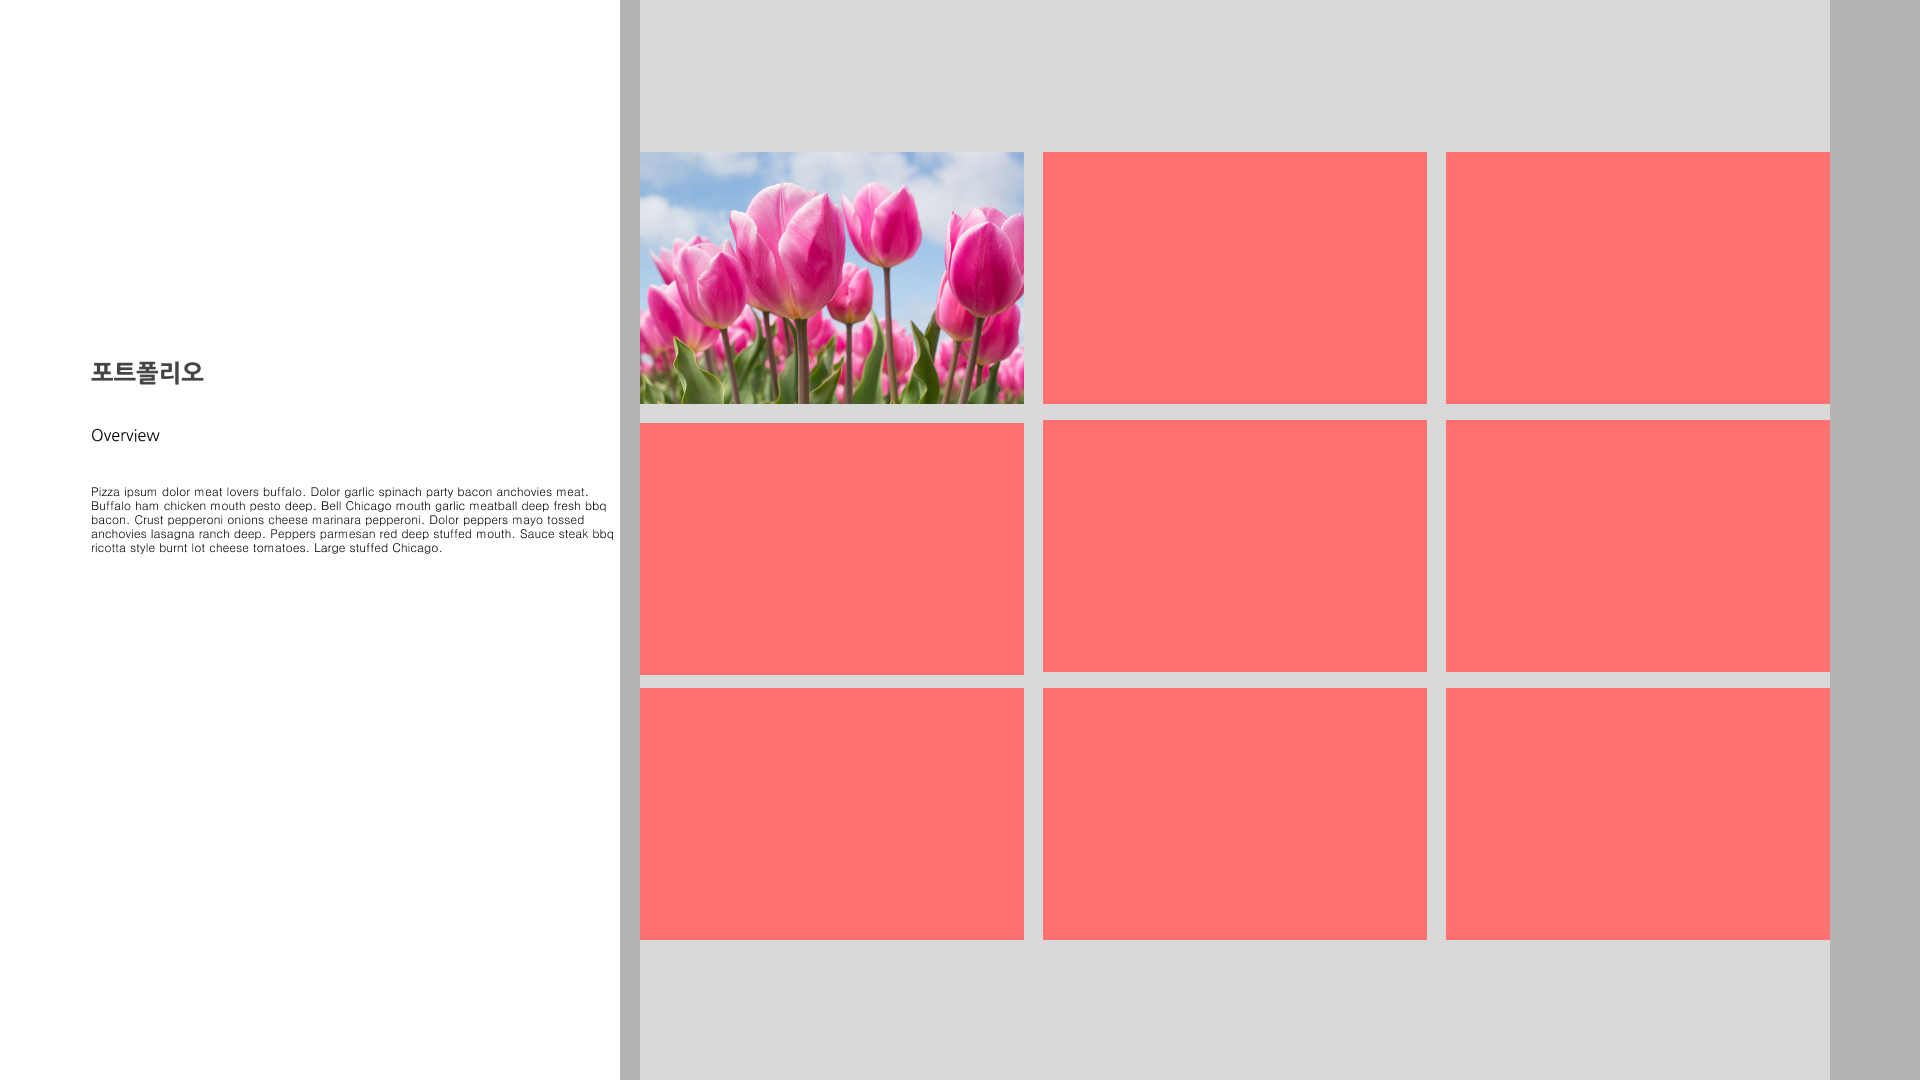 포트폴리오
Overview
Pizza ipsum dolor meat lovers buffalo. Dolor garlic spinach party bacon anchovies meat.
Buffalo ham chicken mouth pesto deep. Bell Chicago mouth garlic meatball deep fresh bbq
bacon. Crust pepperoni onions cheese marinara pepperoni. Dolor peppers mayo tossed
anchovies lasagna ranch deep. Peppers parmesan red deep stuffed mouth. Sauce steak bbq
ricotta style burnt lot cheese tomatoes. Large stuffed Chicago.